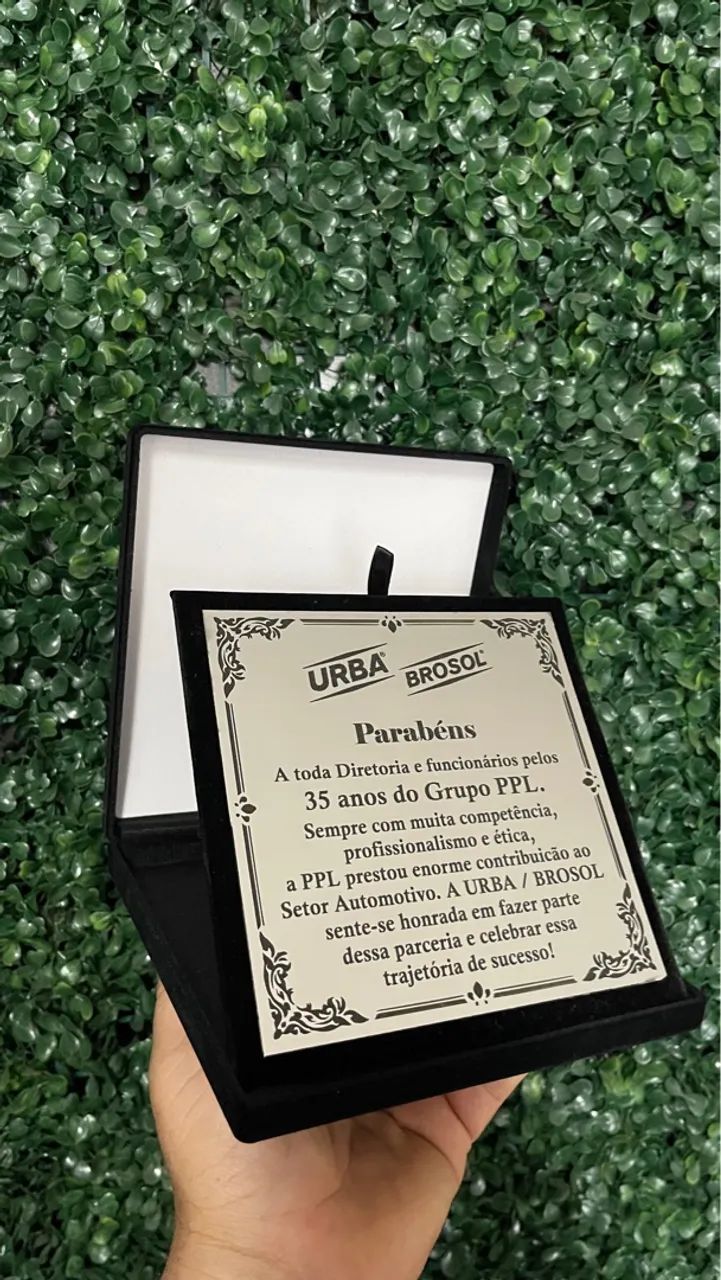 URBA® BROSOL®
Parabéns
A toda Diretoria e funcionários pelos
35 anos do Grupo PPL.
Sempre com muita competência,
profissionalismo e ética,
a PPL prestou enorme contribuicão ao
Setor Automotivo. A URBA / BROSOL
sente-se honrada em fazer parte
dessa parceria e celebrar essa
trajetória de sucesso!